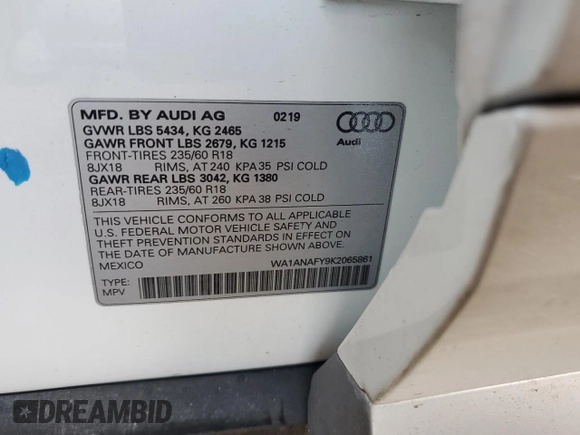 MFD. BY AUDI AG 0219
GVWR LBS 5434, KG 2465
GAWR FRONT LBS 2679, KG 1215
FRONT-TIRES 235/60 R18
8JX18 RIMS, AT 240 KPA 35 PSI COLD
GAWR REAR LBS 3042, KG 1380
REAR-TIRES 235/60 R18
8JX18 RIMS, AT 260 KPA 38 PSI COLD
Audi
THIS VEHICLE CONFORMS TO ALL APPLICABLE
U.S. FEDERAL MOTOR VEHICLE SAFETY AND
THEFT PREVENTION STANDARDS IN EFFECT ON
THE DATE OF MANUFACTURE SHOWN ABOVE.
MEXICO WA1ANAFY9K2065861
TYPE:
MPV
DREAMBID